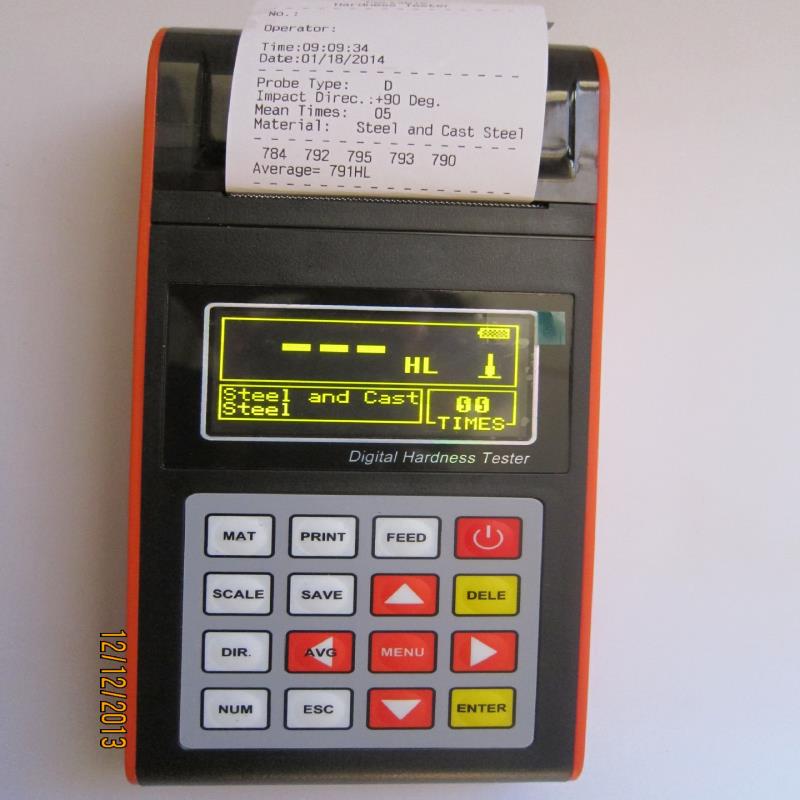 Hardness Tester
NO.:
Operator:
Time:09:09:34
Date:01/18/2014
Probe Type: D
Impact Direc.:+90 Deg.
Mean Times: 05
Material: Steel and Cast Steel
784 792 795 793 790
Average= 791HL
--- HL
Steel and Cast
Steel
00
TIMES
Digital Hardness Tester
MAT PRINT FEED
SCALE SAVE DELE
DIR. AVG MENU
NUM ESC ENTER
12/12/2013